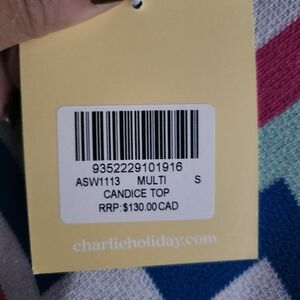 9352229101916
ASW1113 MULTI S
CANDICE TOP
RRP:$130.00CAD
charlieholiday.com